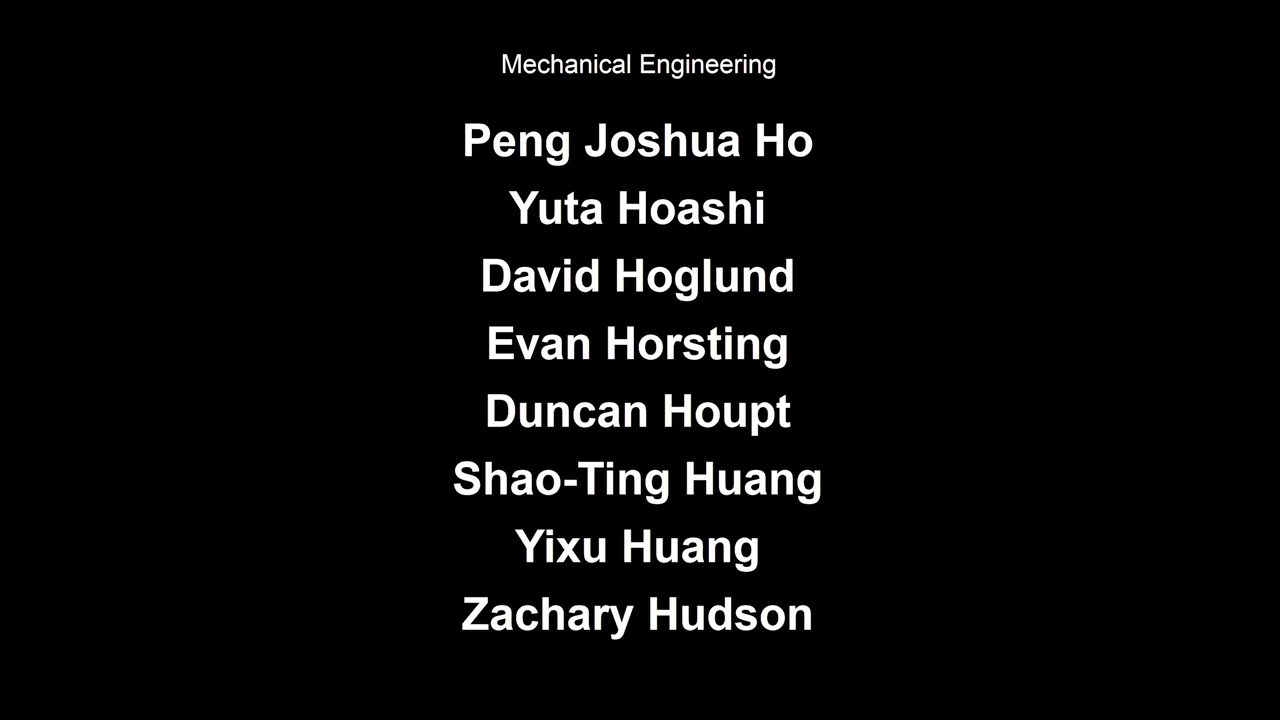 Mechanical Engineering
Peng Joshua Ho
Yuta Hoashi
David Hoglund
Evan Horsting
Duncan Houpt
Shao-Ting Huang
Yixu Huang
Zachary Hudson